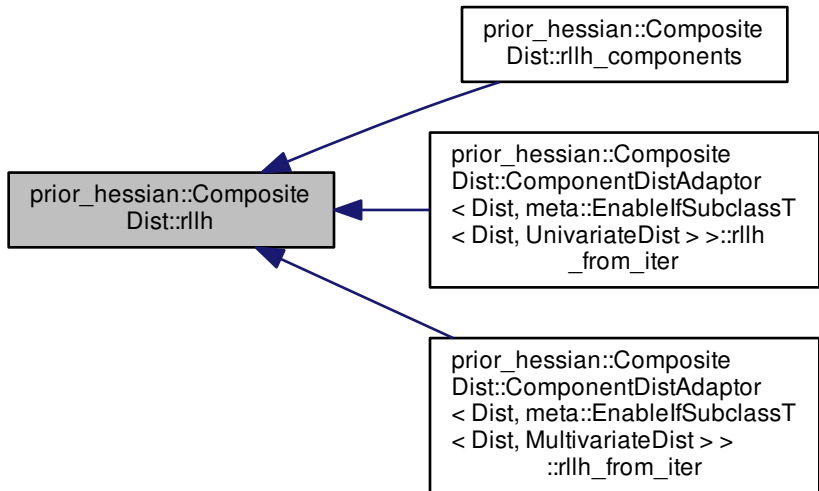 prior_hessian::Composite
Dist::rllh_components
prior_hessian::Composite
Dist::rllh
prior_hessian::Composite
Dist::ComponentDistAdaptor
< Dist, meta::EnableIfSubclassT
< Dist, UnivariateDist > >::rllh
_from_iter
prior_hessian::Composite
Dist::ComponentDistAdaptor
< Dist, meta::EnableIfSubclassT
< Dist, MultivariateDist > >
::rllh_from_iter